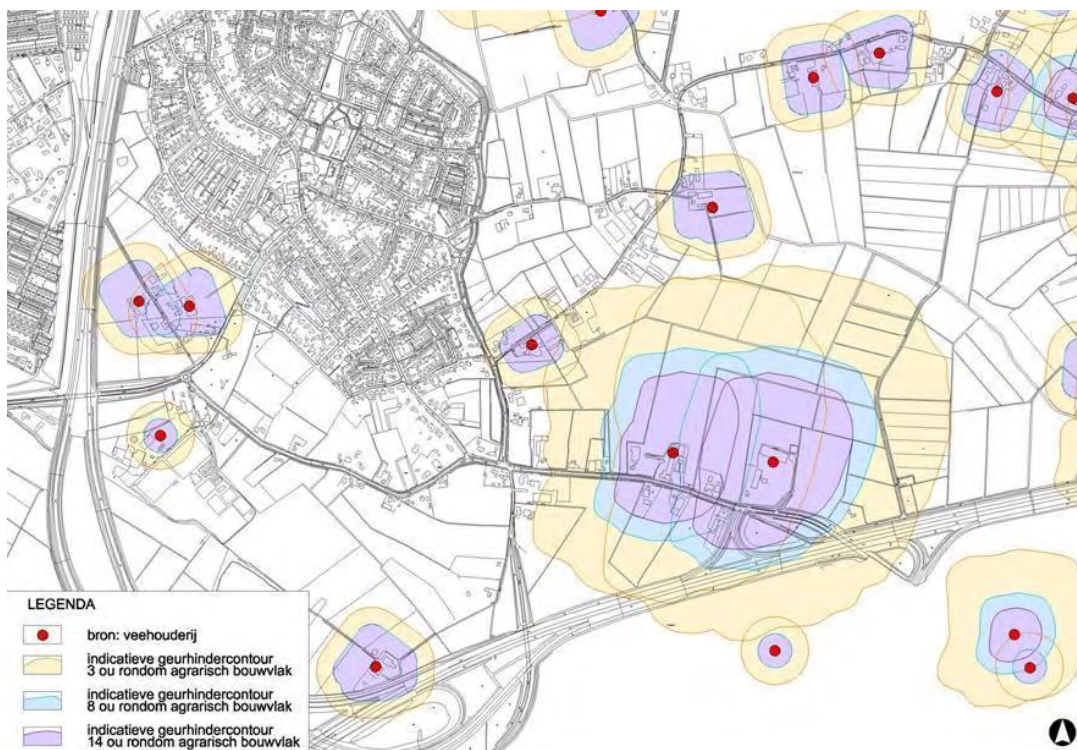 LEGENDA
bron: veehouderij
indicatieve geurhindercontour
3 ou rondom agrarisch bouwvlak
indicatieve geurhindercontour
8 ou rondom agrarisch bouwvlak
indicatieve geurhindercontour
14 ou rondom agrarisch bouwvlak